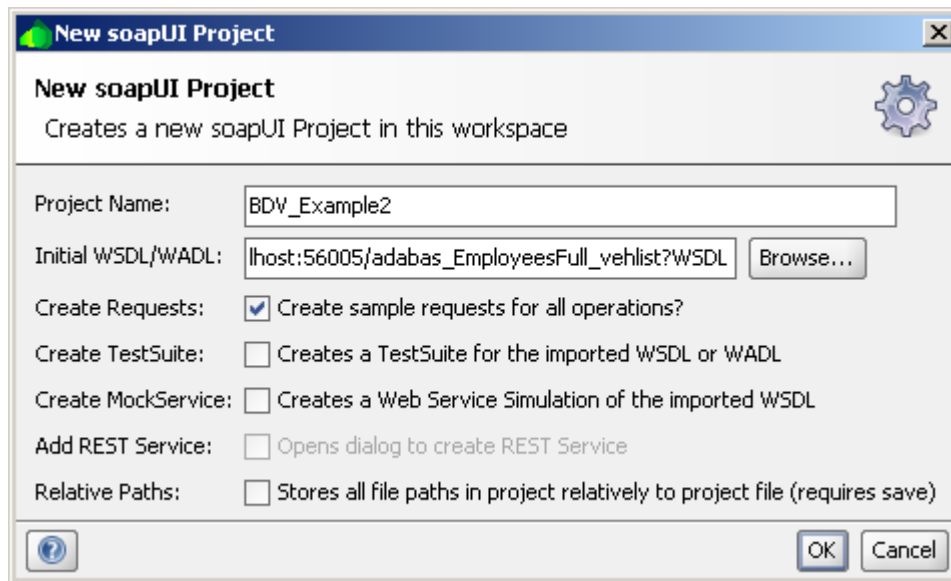 New soapUI Project
New soapUI Project
Creates a new soapUI Project in this workspace
Project Name: BDV_Example2
Initial WSDL/WADL: lhost:56005/adabas_EmployeesFull_vehlist?WSDL Browse...
Create Requests: Create sample requests for all operations?
Create TestSuite: Creates a TestSuite for the imported WSDL or WADL
Create MockService: Creates a Web Service Simulation of the imported WSDL
Add REST Service: Opens dialog to create REST Service
Relative Paths: Stores all file paths in project relatively to project file (requires save)
? OK Cancel